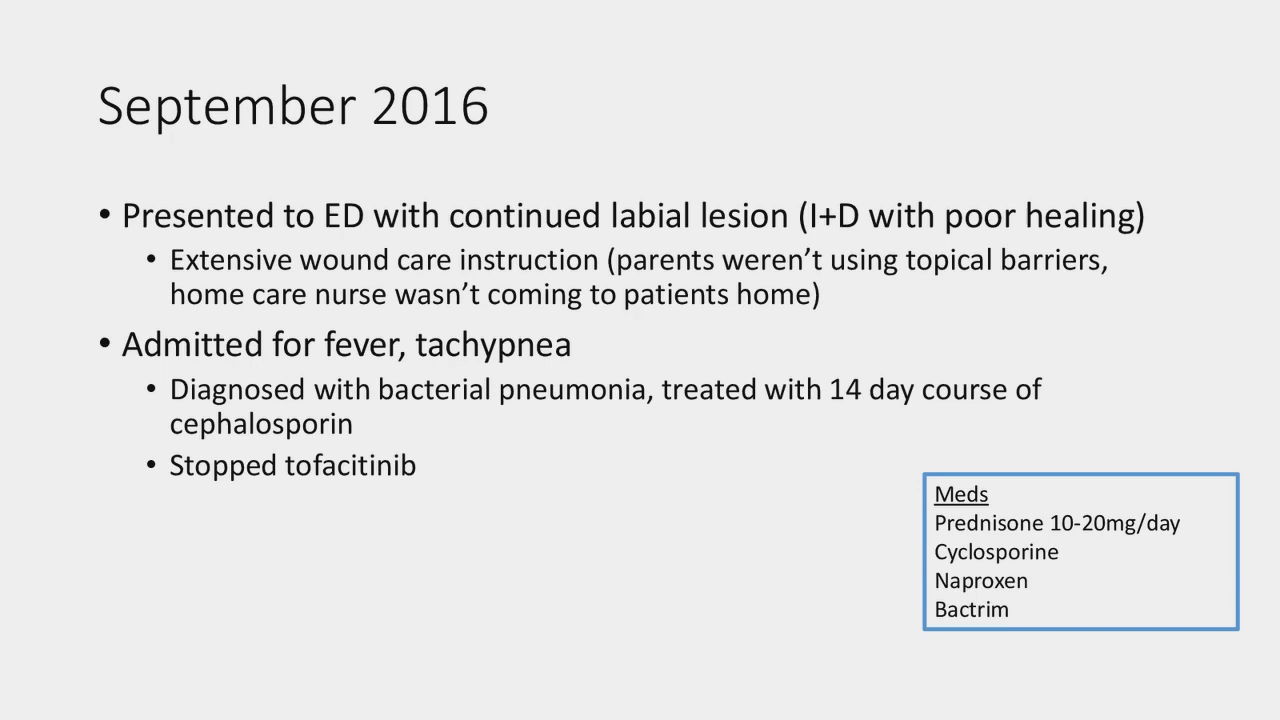 September 2016
• Presented to ED with continued labial lesion (I+D with poor healing)
• Extensive wound care instruction (parents weren’t using topical barriers,
home care nurse wasn’t coming to patients home)
• Admitted for fever, tachypnea
• Diagnosed with bacterial pneumonia, treated with 14 day course of
cephalosporin
• Stopped tofacitinib
Meds
Prednisone 10-20mg/day
Cyclosporine
Naproxen
Bactrim